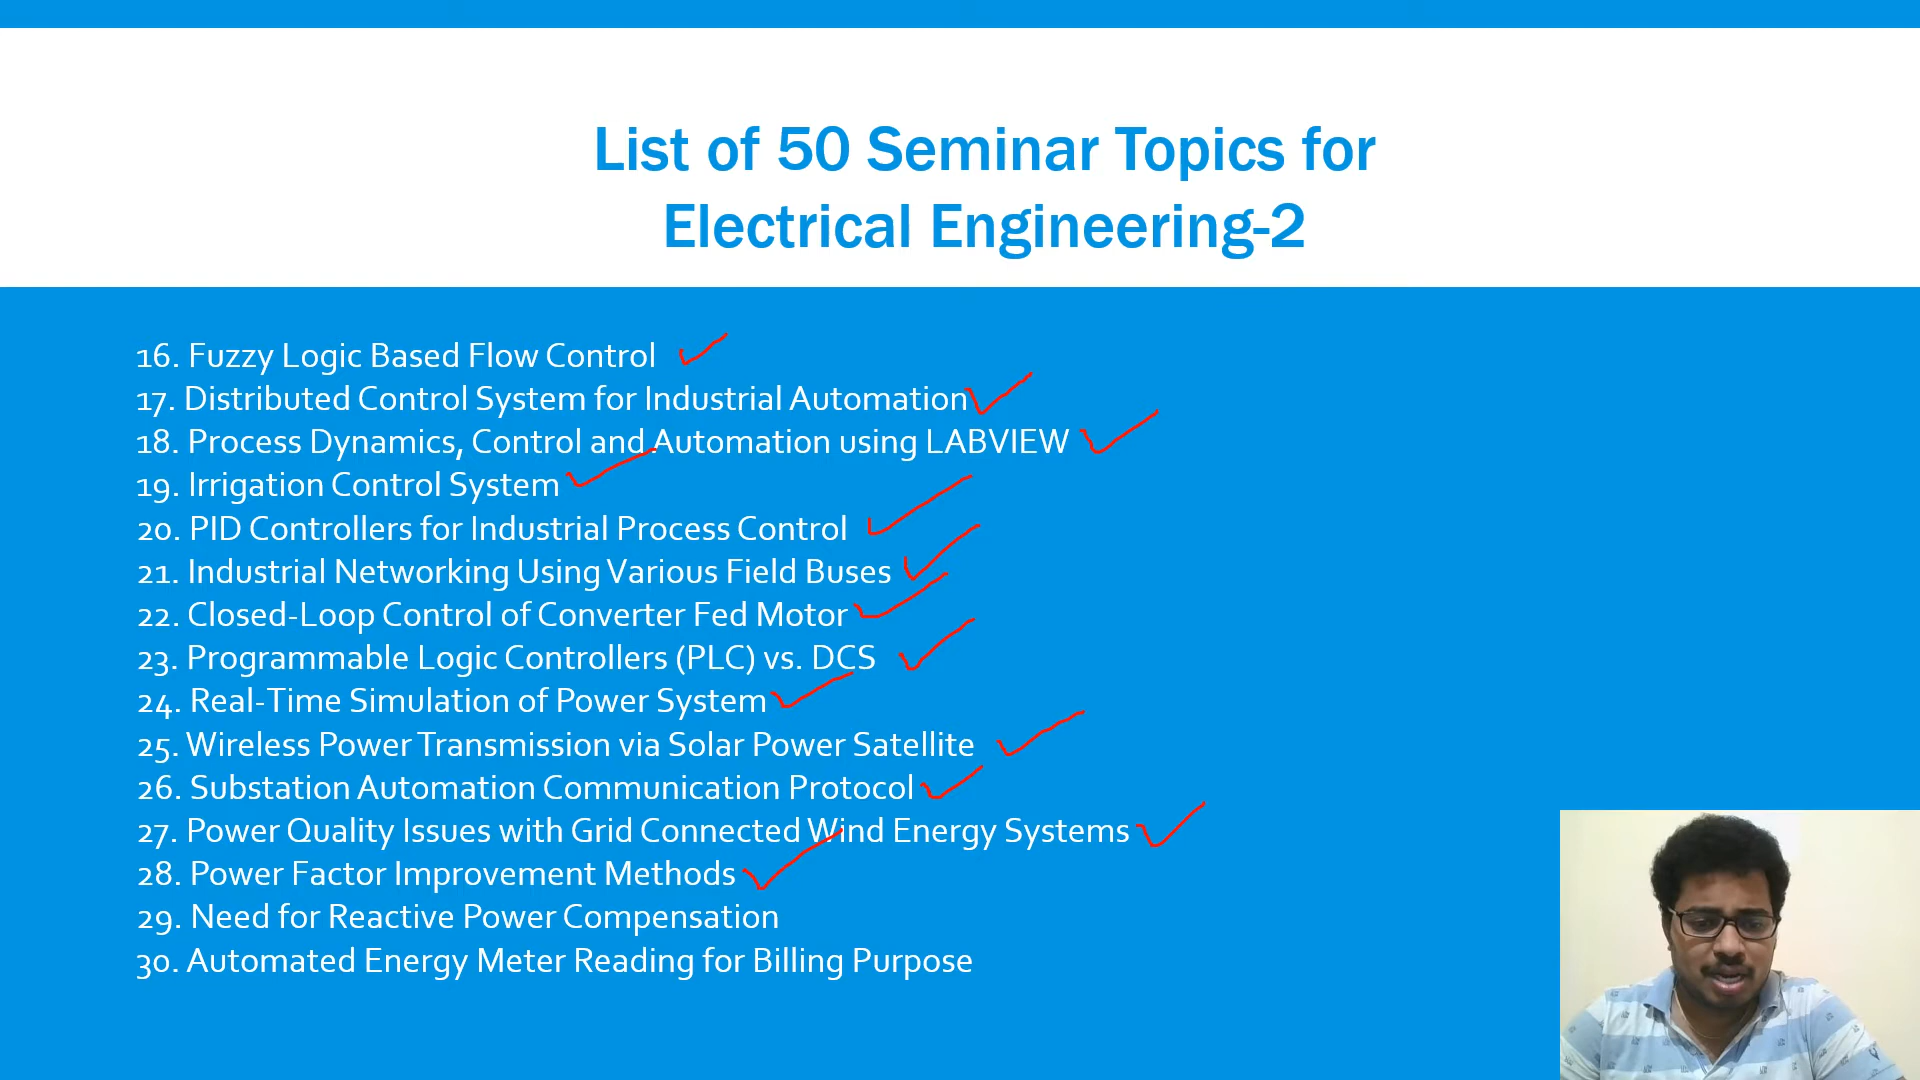 List of 50 Seminar Topics for
Electrical Engineering-2
16. Fuzzy Logic Based Flow Control
17. Distributed Control System for Industrial Automation
18. Process Dynamics, Control and Automation using LABVIEW
19. Irrigation Control System
20. PID Controllers for Industrial Process Control
21. Industrial Networking Using Various Field Buses
22. Closed-Loop Control of Converter Fed Motor
23. Programmable Logic Controllers (PLC) vs. DCS
24. Real-Time Simulation of Power System
25. Wireless Power Transmission via Solar Power Satellite
26. Substation Automation Communication Protocol
27. Power Quality Issues with Grid Connected Wind Energy Systems
28. Power Factor Improvement Methods
29. Need for Reactive Power Compensation
30. Automated Energy Meter Reading for Billing Purpose